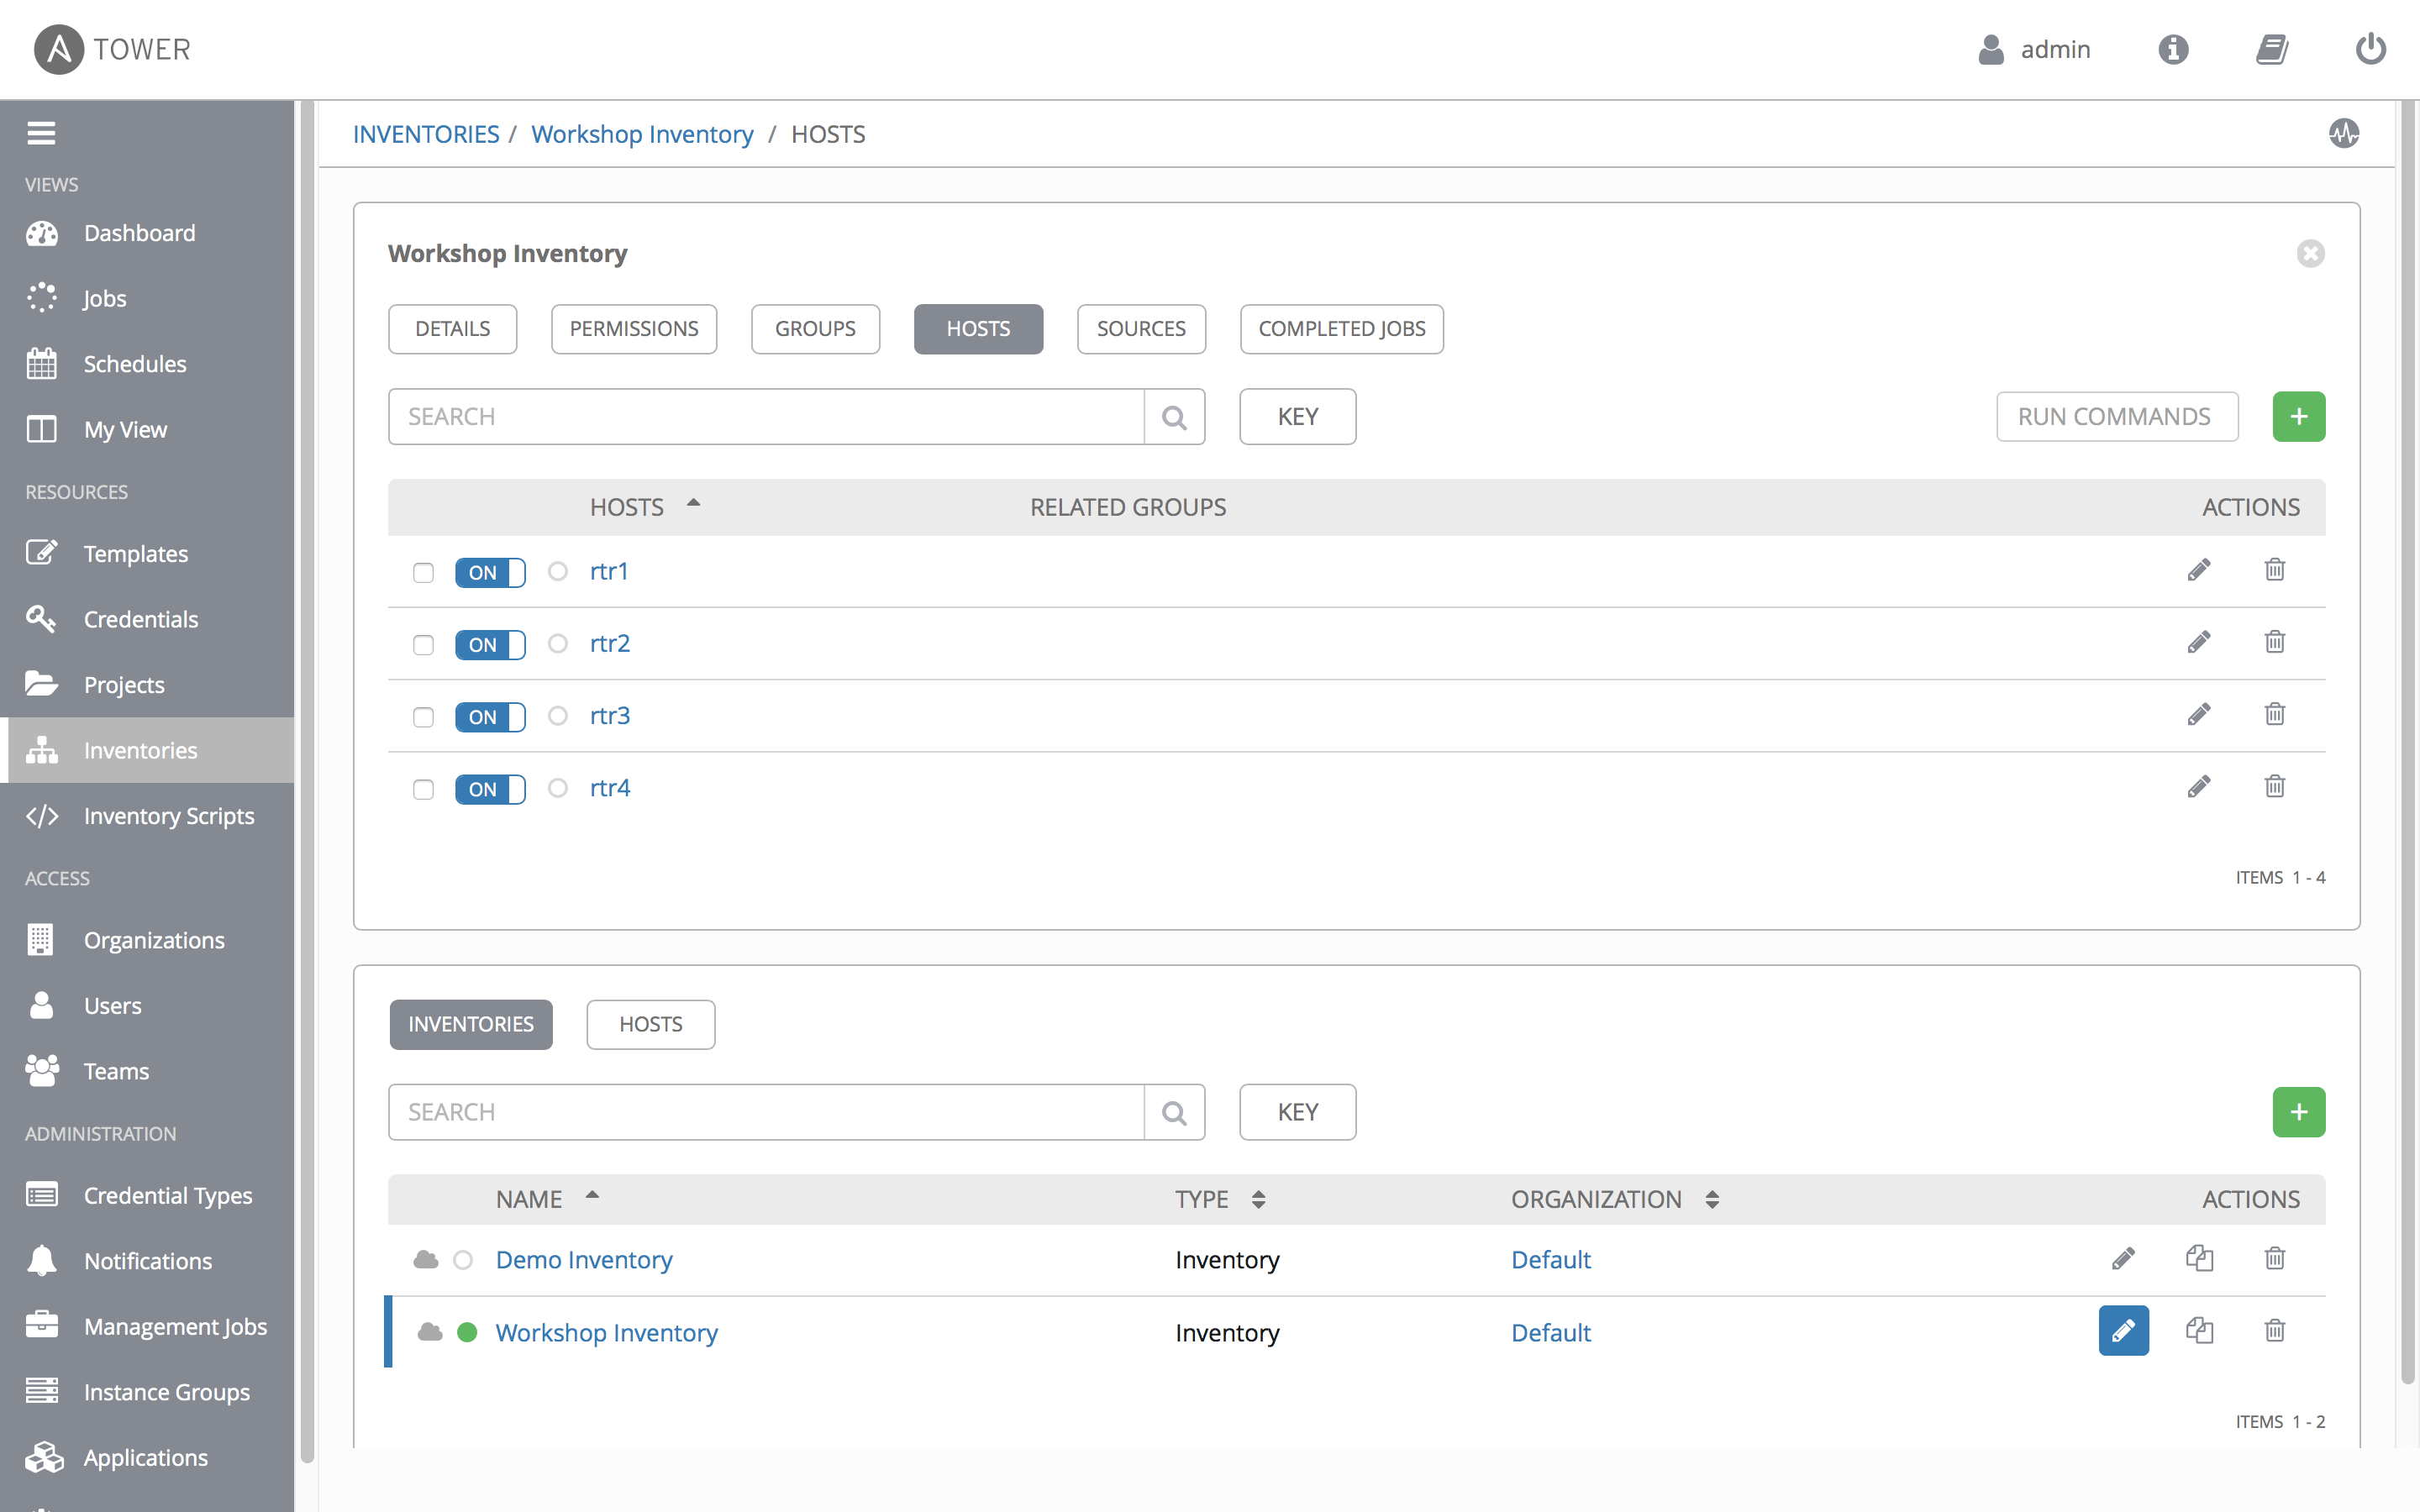 A TOWER
admin
VIEWS
Dashboard
Jobs
Schedules
My View
RESOURCES
Templates
Credentials
Projects
Inventories
Inventory Scripts
ACCESS
Organizations
Users
Teams
ADMINISTRATION
Credential Types
Notifications
Management Jobs
Instance Groups
Applications
INVENTORIES / Workshop Inventory / HOSTS
Workshop Inventory
DETAILS PERMISSIONS GROUPS HOSTS SOURCES COMPLETED JOBS
SEARCH KEY RUN COMMANDS +
HOSTS RELATED GROUPS ACTIONS
ON rtr1
ON rtr2
ON rtr3
ON rtr4
ITEMS 1 - 4
INVENTORIES HOSTS
SEARCH KEY +
NAME TYPE ORGANIZATION ACTIONS
Demo Inventory Inventory Default
Workshop Inventory Inventory Default
ITEMS 1 - 2